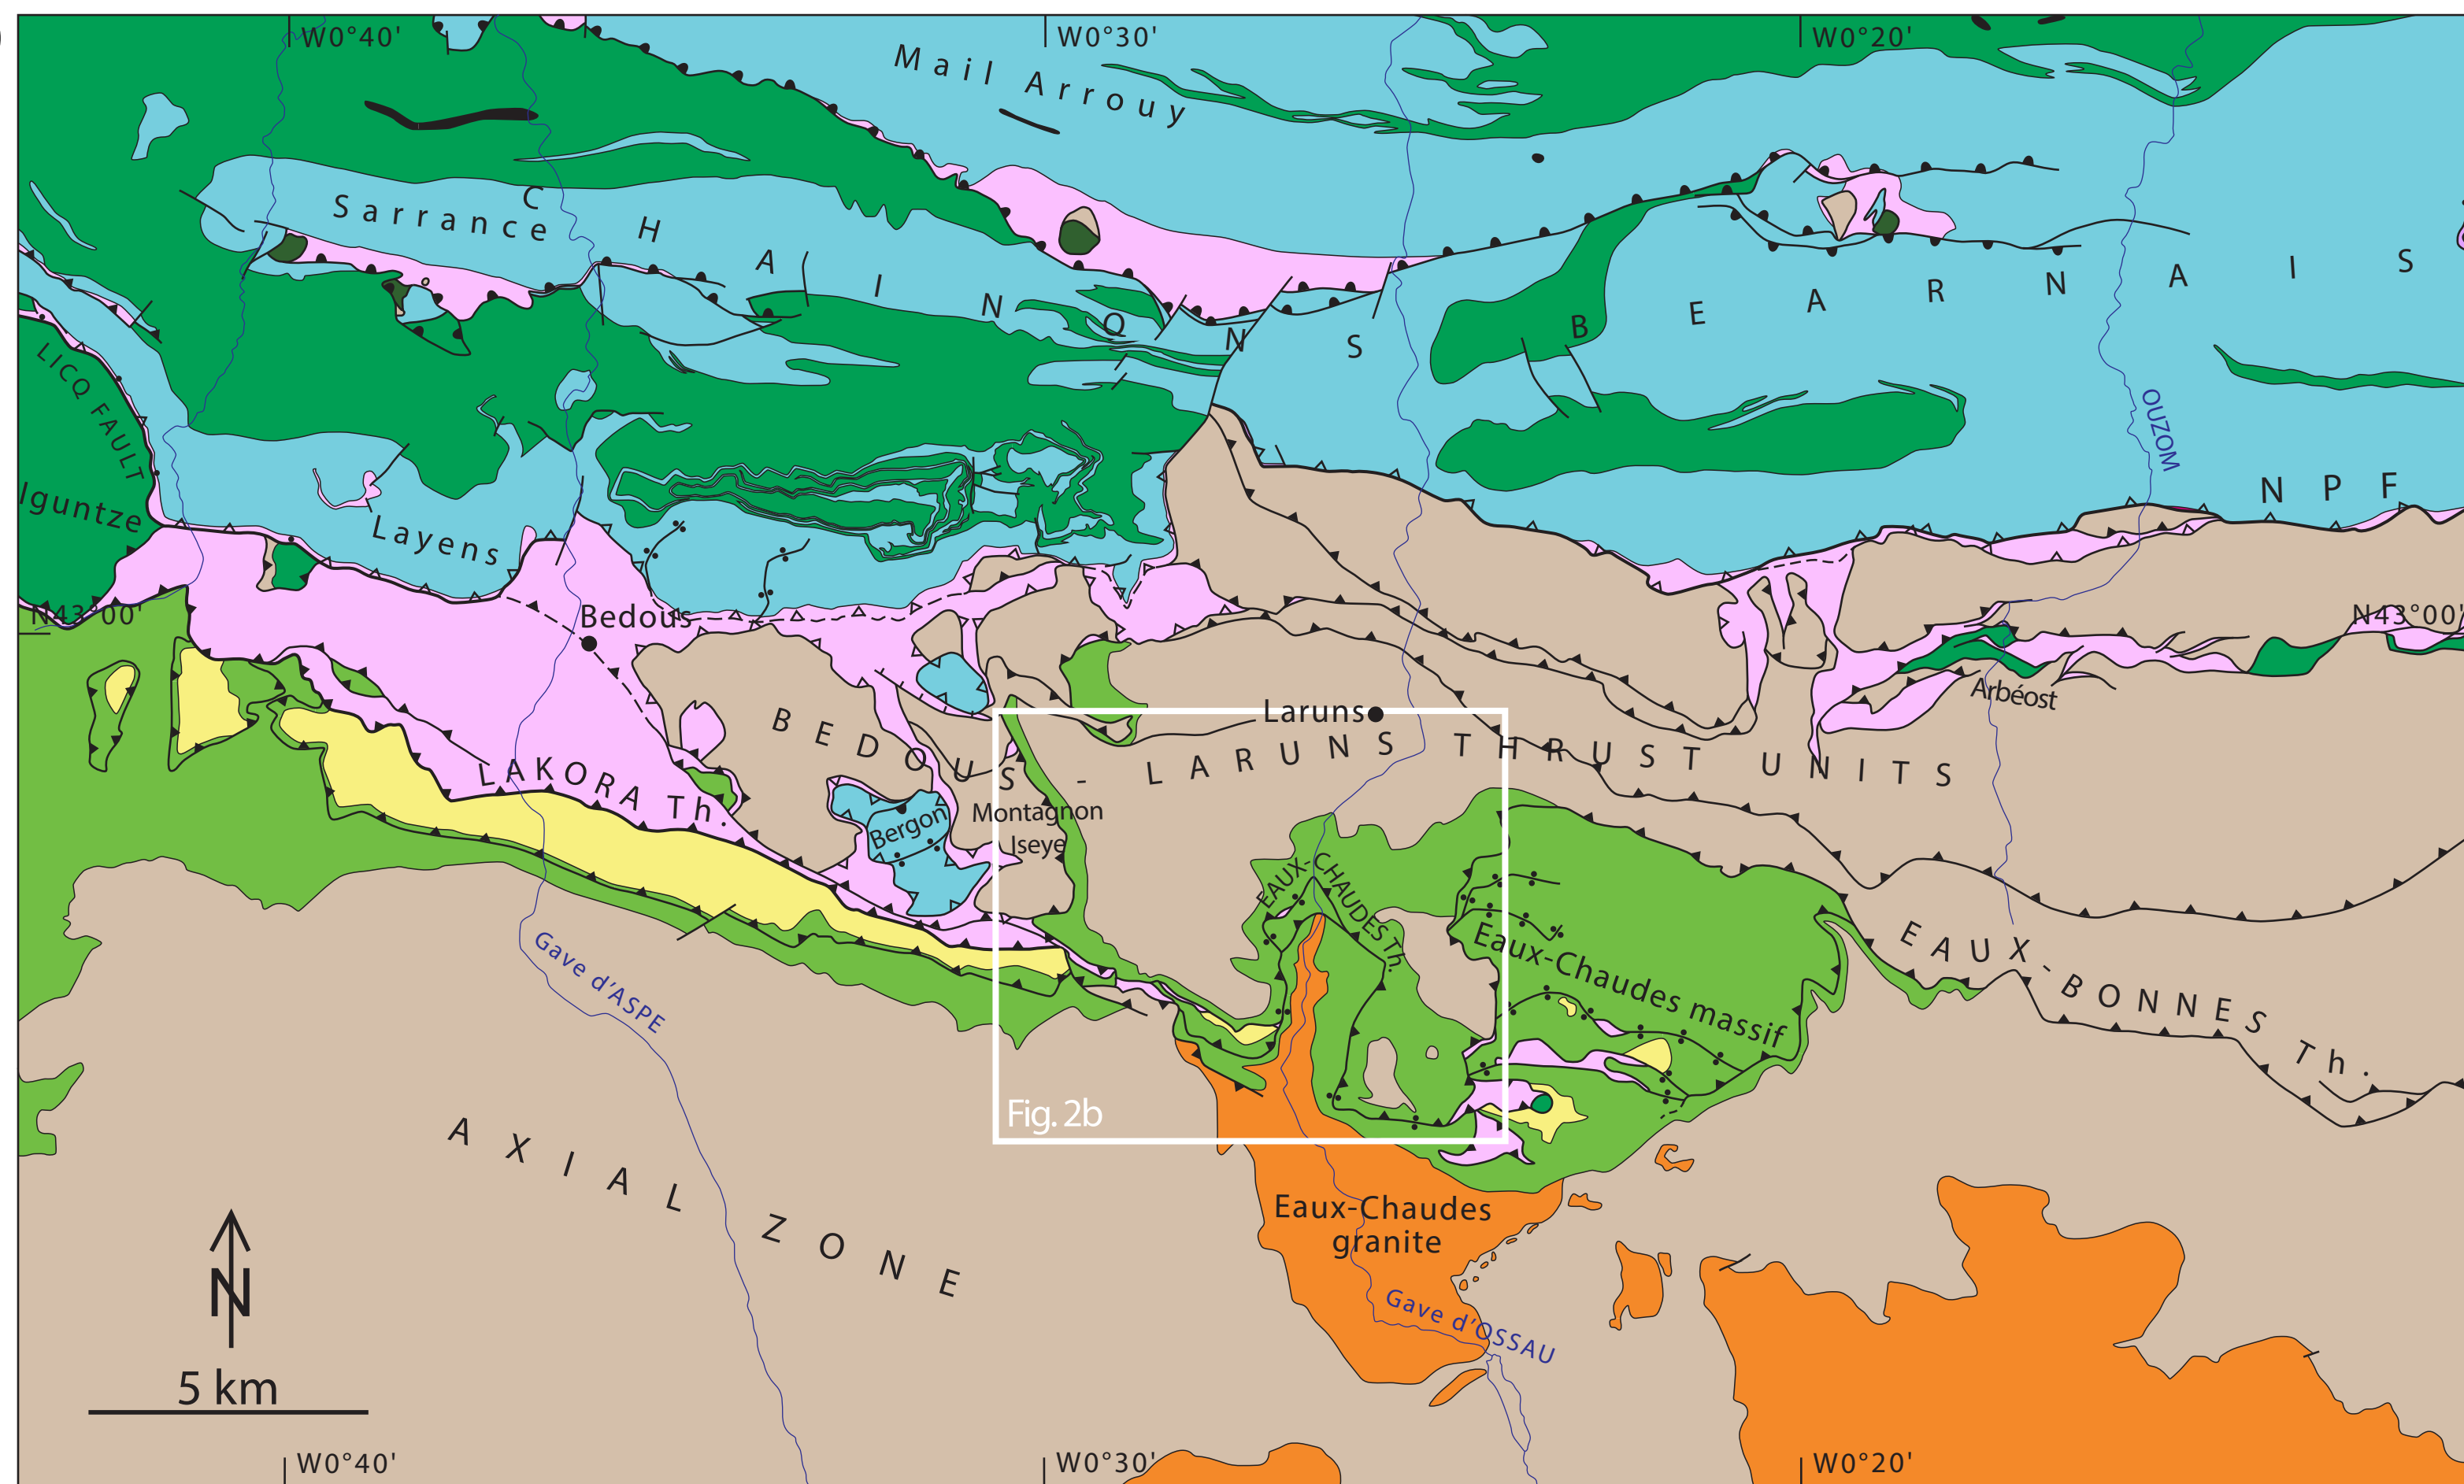 W0°40'
W0°30'
W0°20'
Mail Arrouy
Sarrance
CHAINONS
BEARNAIS
LICQ FAULT
OUZOM
Iguntze
Layens
NPF
N43°00'
Bedous
N43°00'
Arbéost
Laruns
BEDOUS - LARUNS THRUST UNITS
LAKORA Th.
Bergon
Montagnon
Iseye
EAUX-CHAUDES Th.
Eaux-Chaudes massif
EAUX-BONNES Th.
Gave d'ASPE
Fig. 2b
AXIAL ZONE
Eaux-Chaudes
granite
Gave d'OSSAU
N
5 km
W0°40'
W0°30'
W0°20'